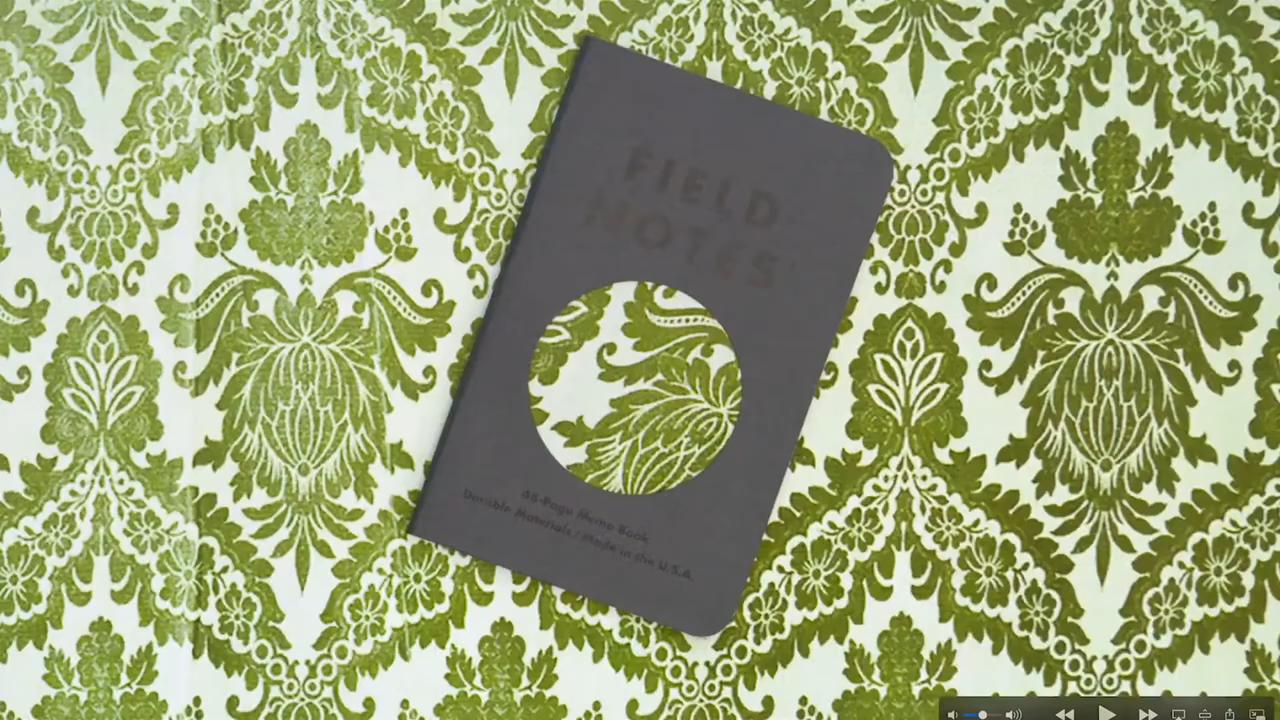 FIELD
NOTES
48-Page Memo Book
Durable Materials / Made in the U.S.A.